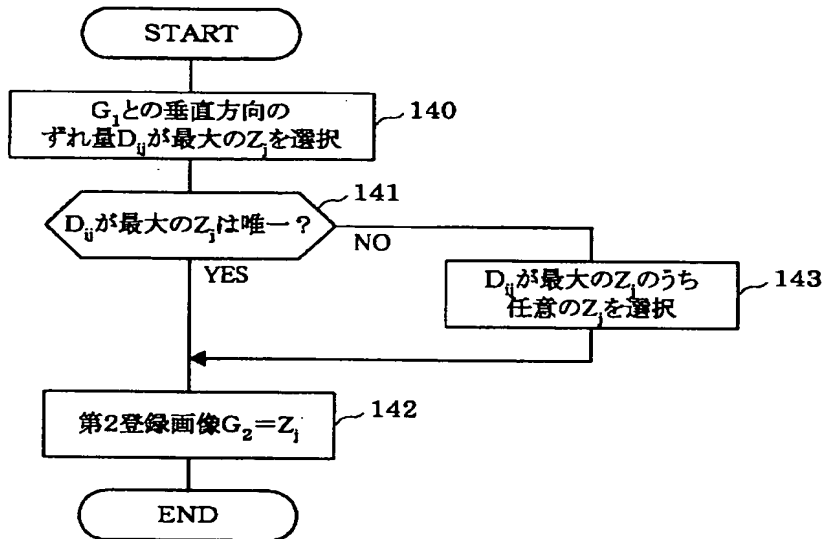 START
G₁との垂直方向の
ずれ量Dᵢⱼが最大のZⱼを選択
140
141
Dᵢⱼが最大のZⱼは唯一？
NO
YES
Dᵢⱼが最大のZⱼのうち
任意のZⱼを選択
143
第2登録画像G₂＝Zⱼ
142
END